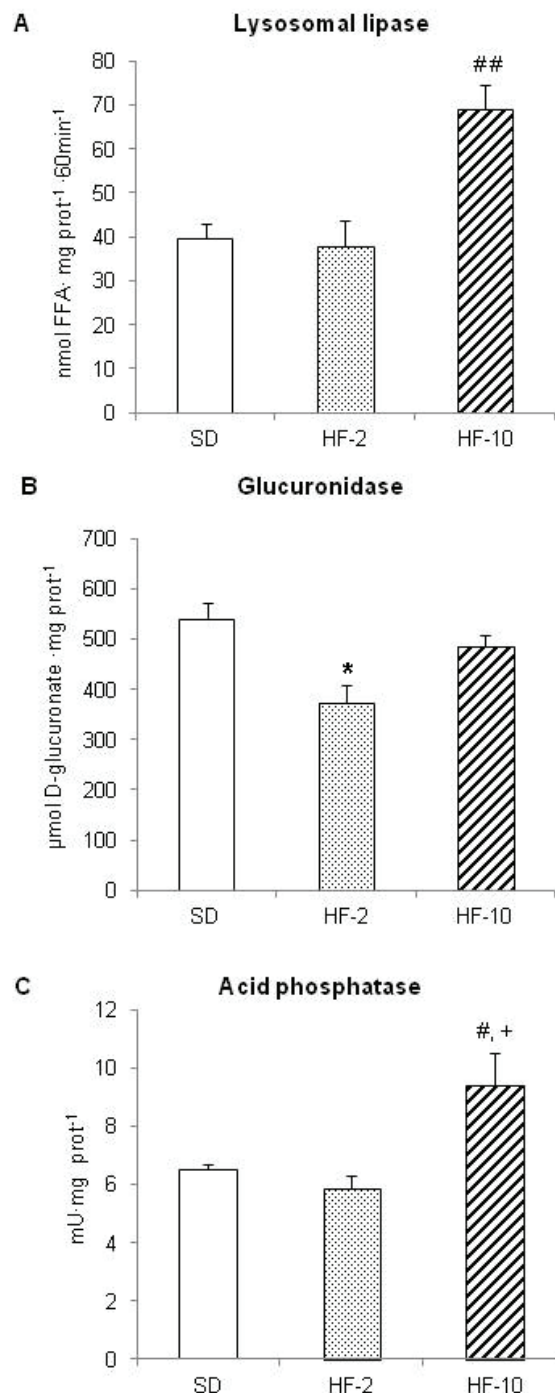 A
Lysosomal lipase
nmol FFA· mg prot⁻¹ ·60min⁻¹
80
70
60
50
40
30
20
10
0
##
SD
HF-2
HF-10
B
Glucuronidase
µmol D-glucuronate ·mg prot⁻¹
700
600
500
400
300
200
100
0
*
SD
HF-2
HF-10
C
Acid phosphatase
mU·mg prot⁻¹
12
10
8
6
4
2
0
#, +
SD
HF-2
HF-10